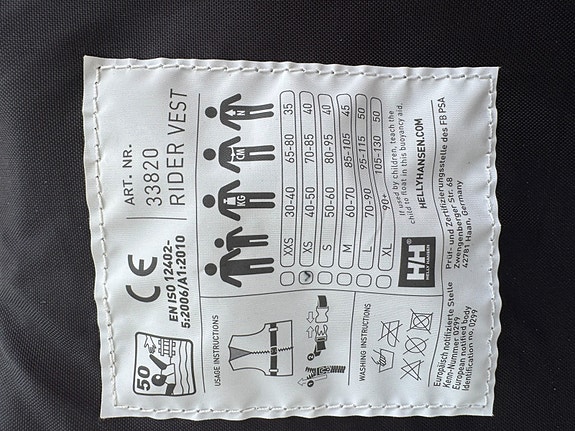 50
CE
EN ISO 12402-
5:2006/A1:2010
ART. NR.
33820
RIDER VEST
USAGE INSTRUCTIONS
KG
CM
N
XXS 30-40 65-80 35
XS 40-50 70-85 40
S 50-60 80-95 40
M 60-70 85-105 45
L 70-90 95-115 50
XL 90+ 105-130 50
WASHING INSTRUCTIONS
HH
HELLY HANSEN
If used by children, teach the
child to float in this buoyancy aid.
HELLYHANSEN.COM
Europäisch notifizierte Stelle
Kenn-Nummer 0299
European notified body
Identification no. 0299
Prüf- und Zertifizierungsstelle des FB PSA
Zwengenberger Str. 68
42781 Haan, Germany